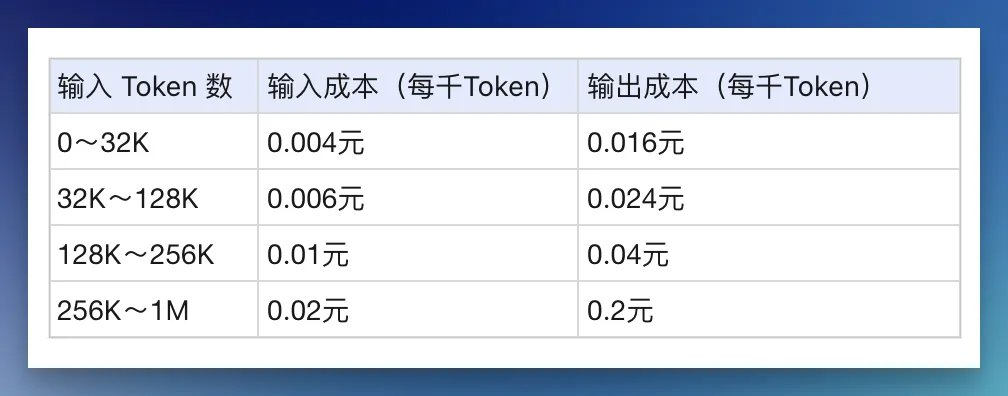 输入 Token 数 输入成本（每千Token） 输出成本（每千Token）
0～32K 0.004元 0.016元
32K～128K 0.006元 0.024元
128K～256K 0.01元 0.04元
256K～1M 0.02元 0.2元